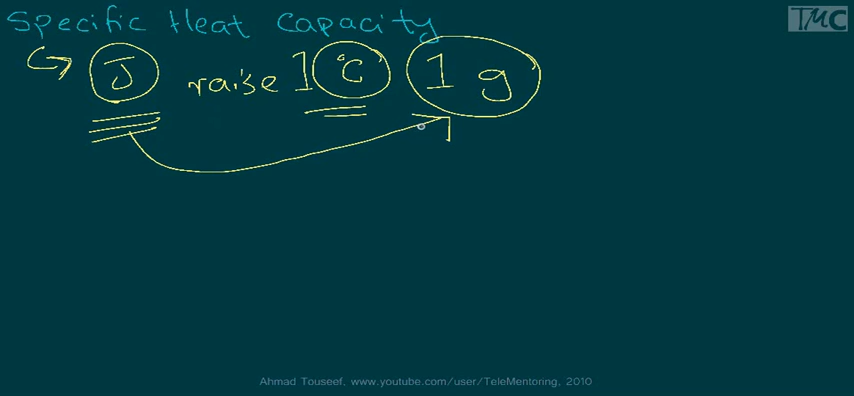 Specific Heat Capacity
TMC
J raise 1 °C 1 g
Ahmad Touseef, www.youtube.com/user/TeleMentoring, 2010